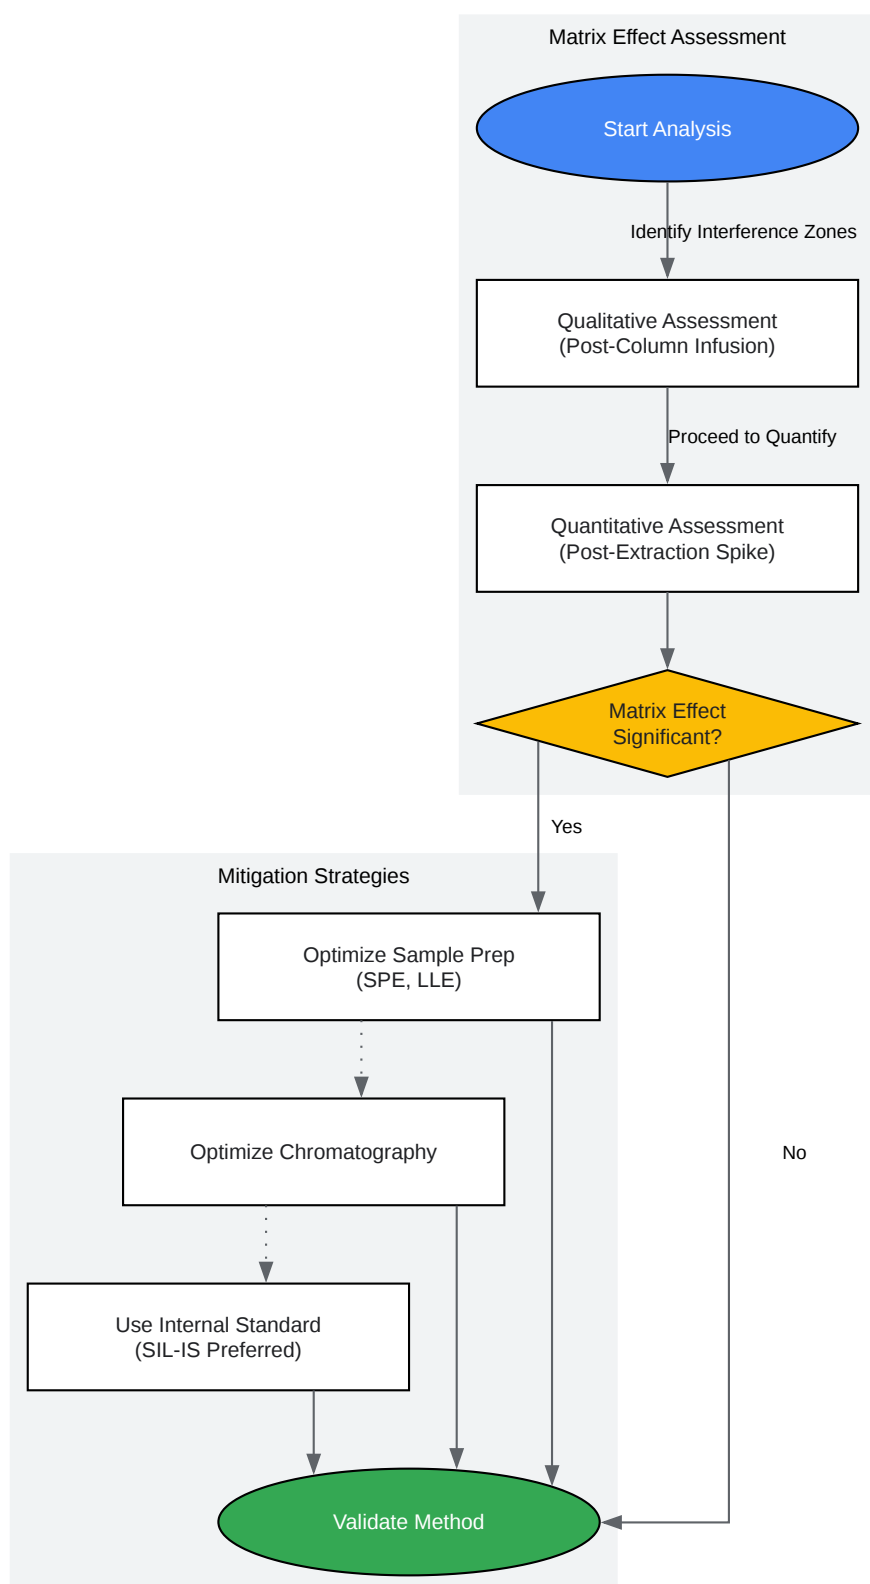 Matrix Effect Assessment
Start Analysis
Identify Interference Zones
Qualitative Assessment
(Post-Column Infusion)
Proceed to Quantify
Quantitative Assessment
(Post-Extraction Spike)
Matrix Effect
Significant?
Yes
Mitigation Strategies
Optimize Sample Prep
(SPE, LLE)
Optimize Chromatography
No
Use Internal Standard
(SIL-IS Preferred)
Validate Method